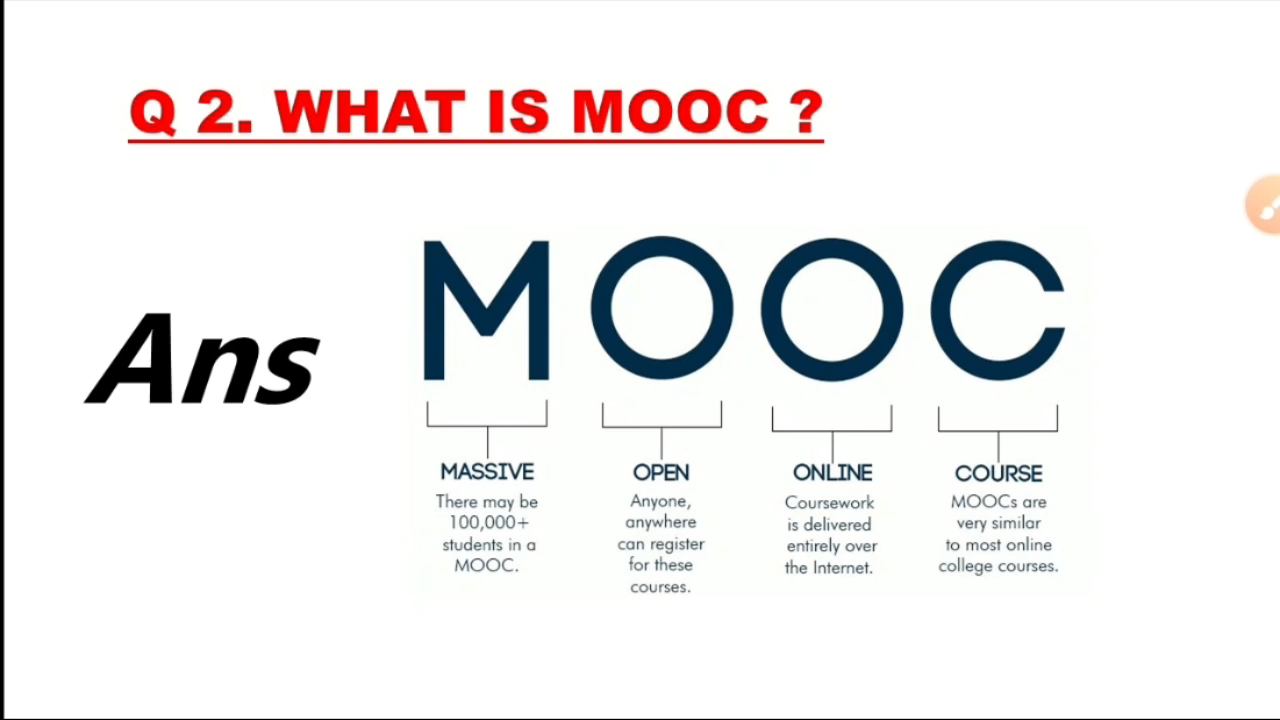 Q 2. WHAT IS MOOC ?
Ans
MOOC
MASSIVE
There may be
100,000+
students in a
MOOC.
OPEN
Anyone,
anywhere
can register
for these
courses.
ONLINE
Coursework
is delivered
entirely over
the Internet.
COURSE
MOOCs are
very similar
to most online
college courses.